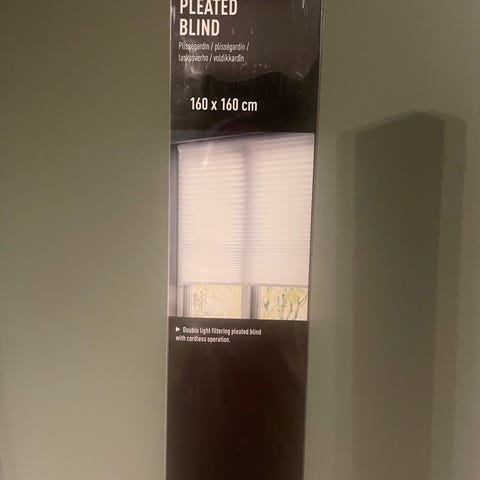 PLEATED
BLIND
Plisségardin / plisségardin /
laskosverho / voldikkardin
160 x 160 cm
▶ Double light filtering pleated blind
with cordless operation.